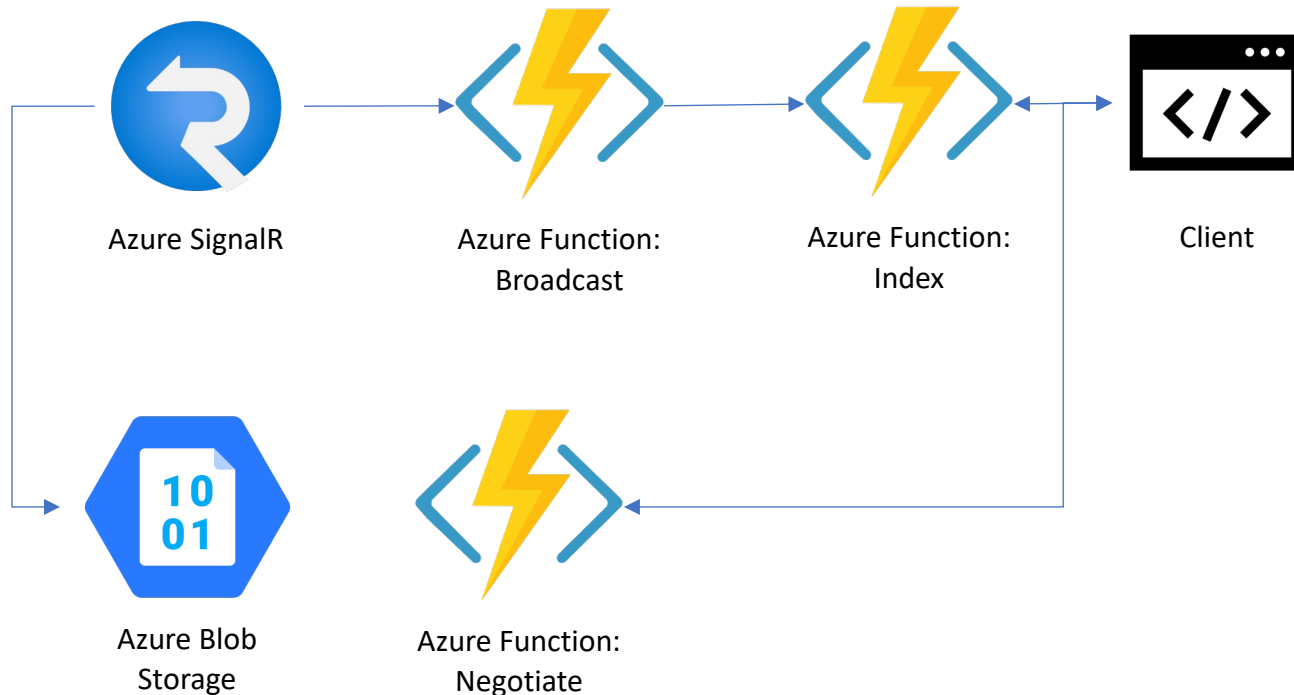 Azure SignalR
Azure Function:
Broadcast
Azure Function:
Index
</>
Client
10
01
Azure Blob
Storage
Azure Function:
Negotiate